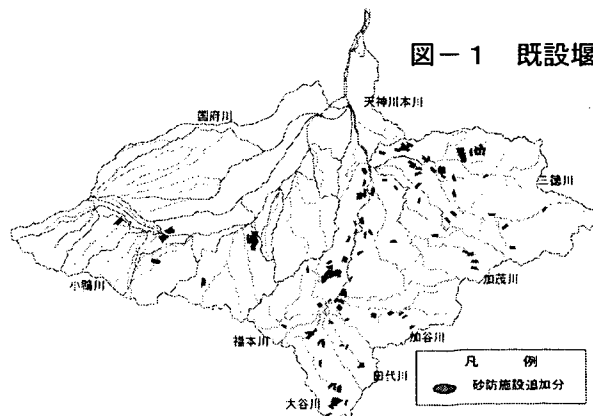 図－1 既設堰
天神川本川
国府川
三徳川
小鴨川
加茂川
福本川
加谷川
田代川
大谷川
凡 例
砂防施設追加分